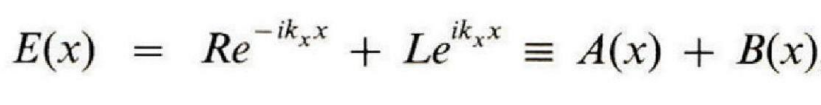 E(x) = Re^{-ik_x x} + Le^{ik_x x} ≡ A(x) + B(x)